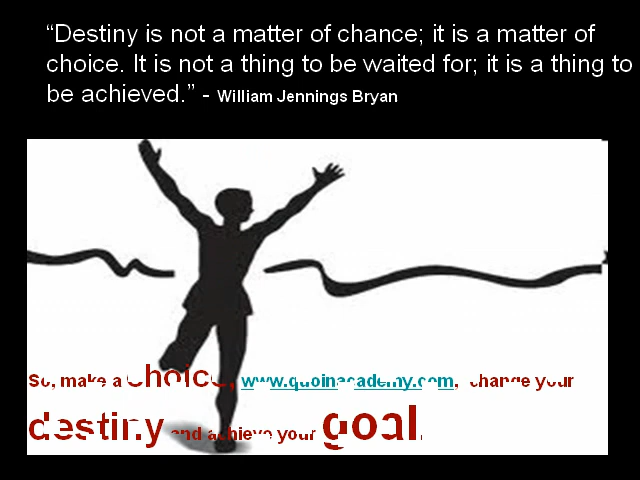 “Destiny is not a matter of chance; it is a matter of
choice. It is not a thing to be waited for; it is a thing to
be achieved.” - William Jennings Bryan
So, make a choice, www.quoinacademy.com, change your
destiny and achieve your goal.